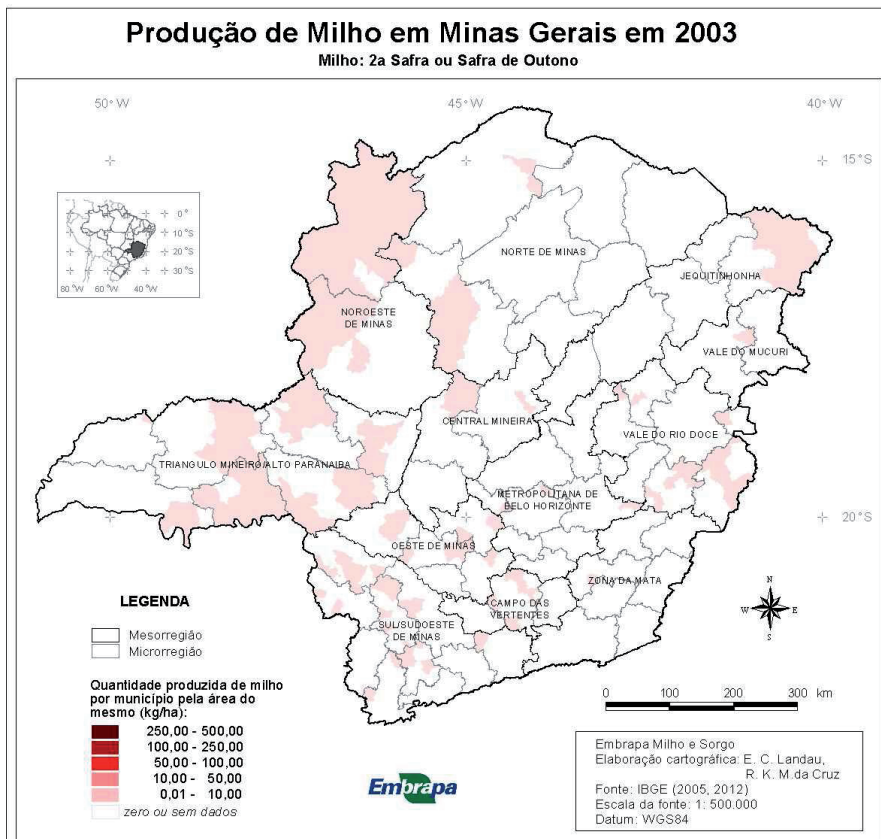 Produção de Milho em Minas Gerais em 2003
Milho: 2a Safra ou Safra de Outono
50° W
45° W
40° W
15° S
0°
10° S
20° S
30° S
80° W
60° W
40° W
NORTE DE MINAS
JEQUITINHONHA
NOROESTE
DE MINAS
VALE DO MUCURI
CENTRAL MINEIRA
VALE DO RIO DOCE
TRIANGULO MINEIRO/ALTO PARANAIBA
METROPOLITANA DE
BELO HORIZONTE
20° S
OESTE DE MINAS
ZONA DA MATA
CAMPO DAS
VERTENTES
SUL/SUDOESTE
DE MINAS
N
W
E
S
LEGENDA
Mesorregião
Microrregião
Quantidade produzida de milho
por município pela área do
mesmo (kg/ha):
250,00 - 500,00
100,00 - 250,00
50,00 - 100,00
10,00 - 50,00
0,01 - 10,00
zero ou sem dados
0 100 200 300 km
Embrapa
Embrapa Milho e Sorgo
Elaboração cartográfica: E. C. Landau,
R. K. M.da Cruz
Fonte: IBGE (2005, 2012)
Escala da fonte: 1: 500.000
Datum: WGS84